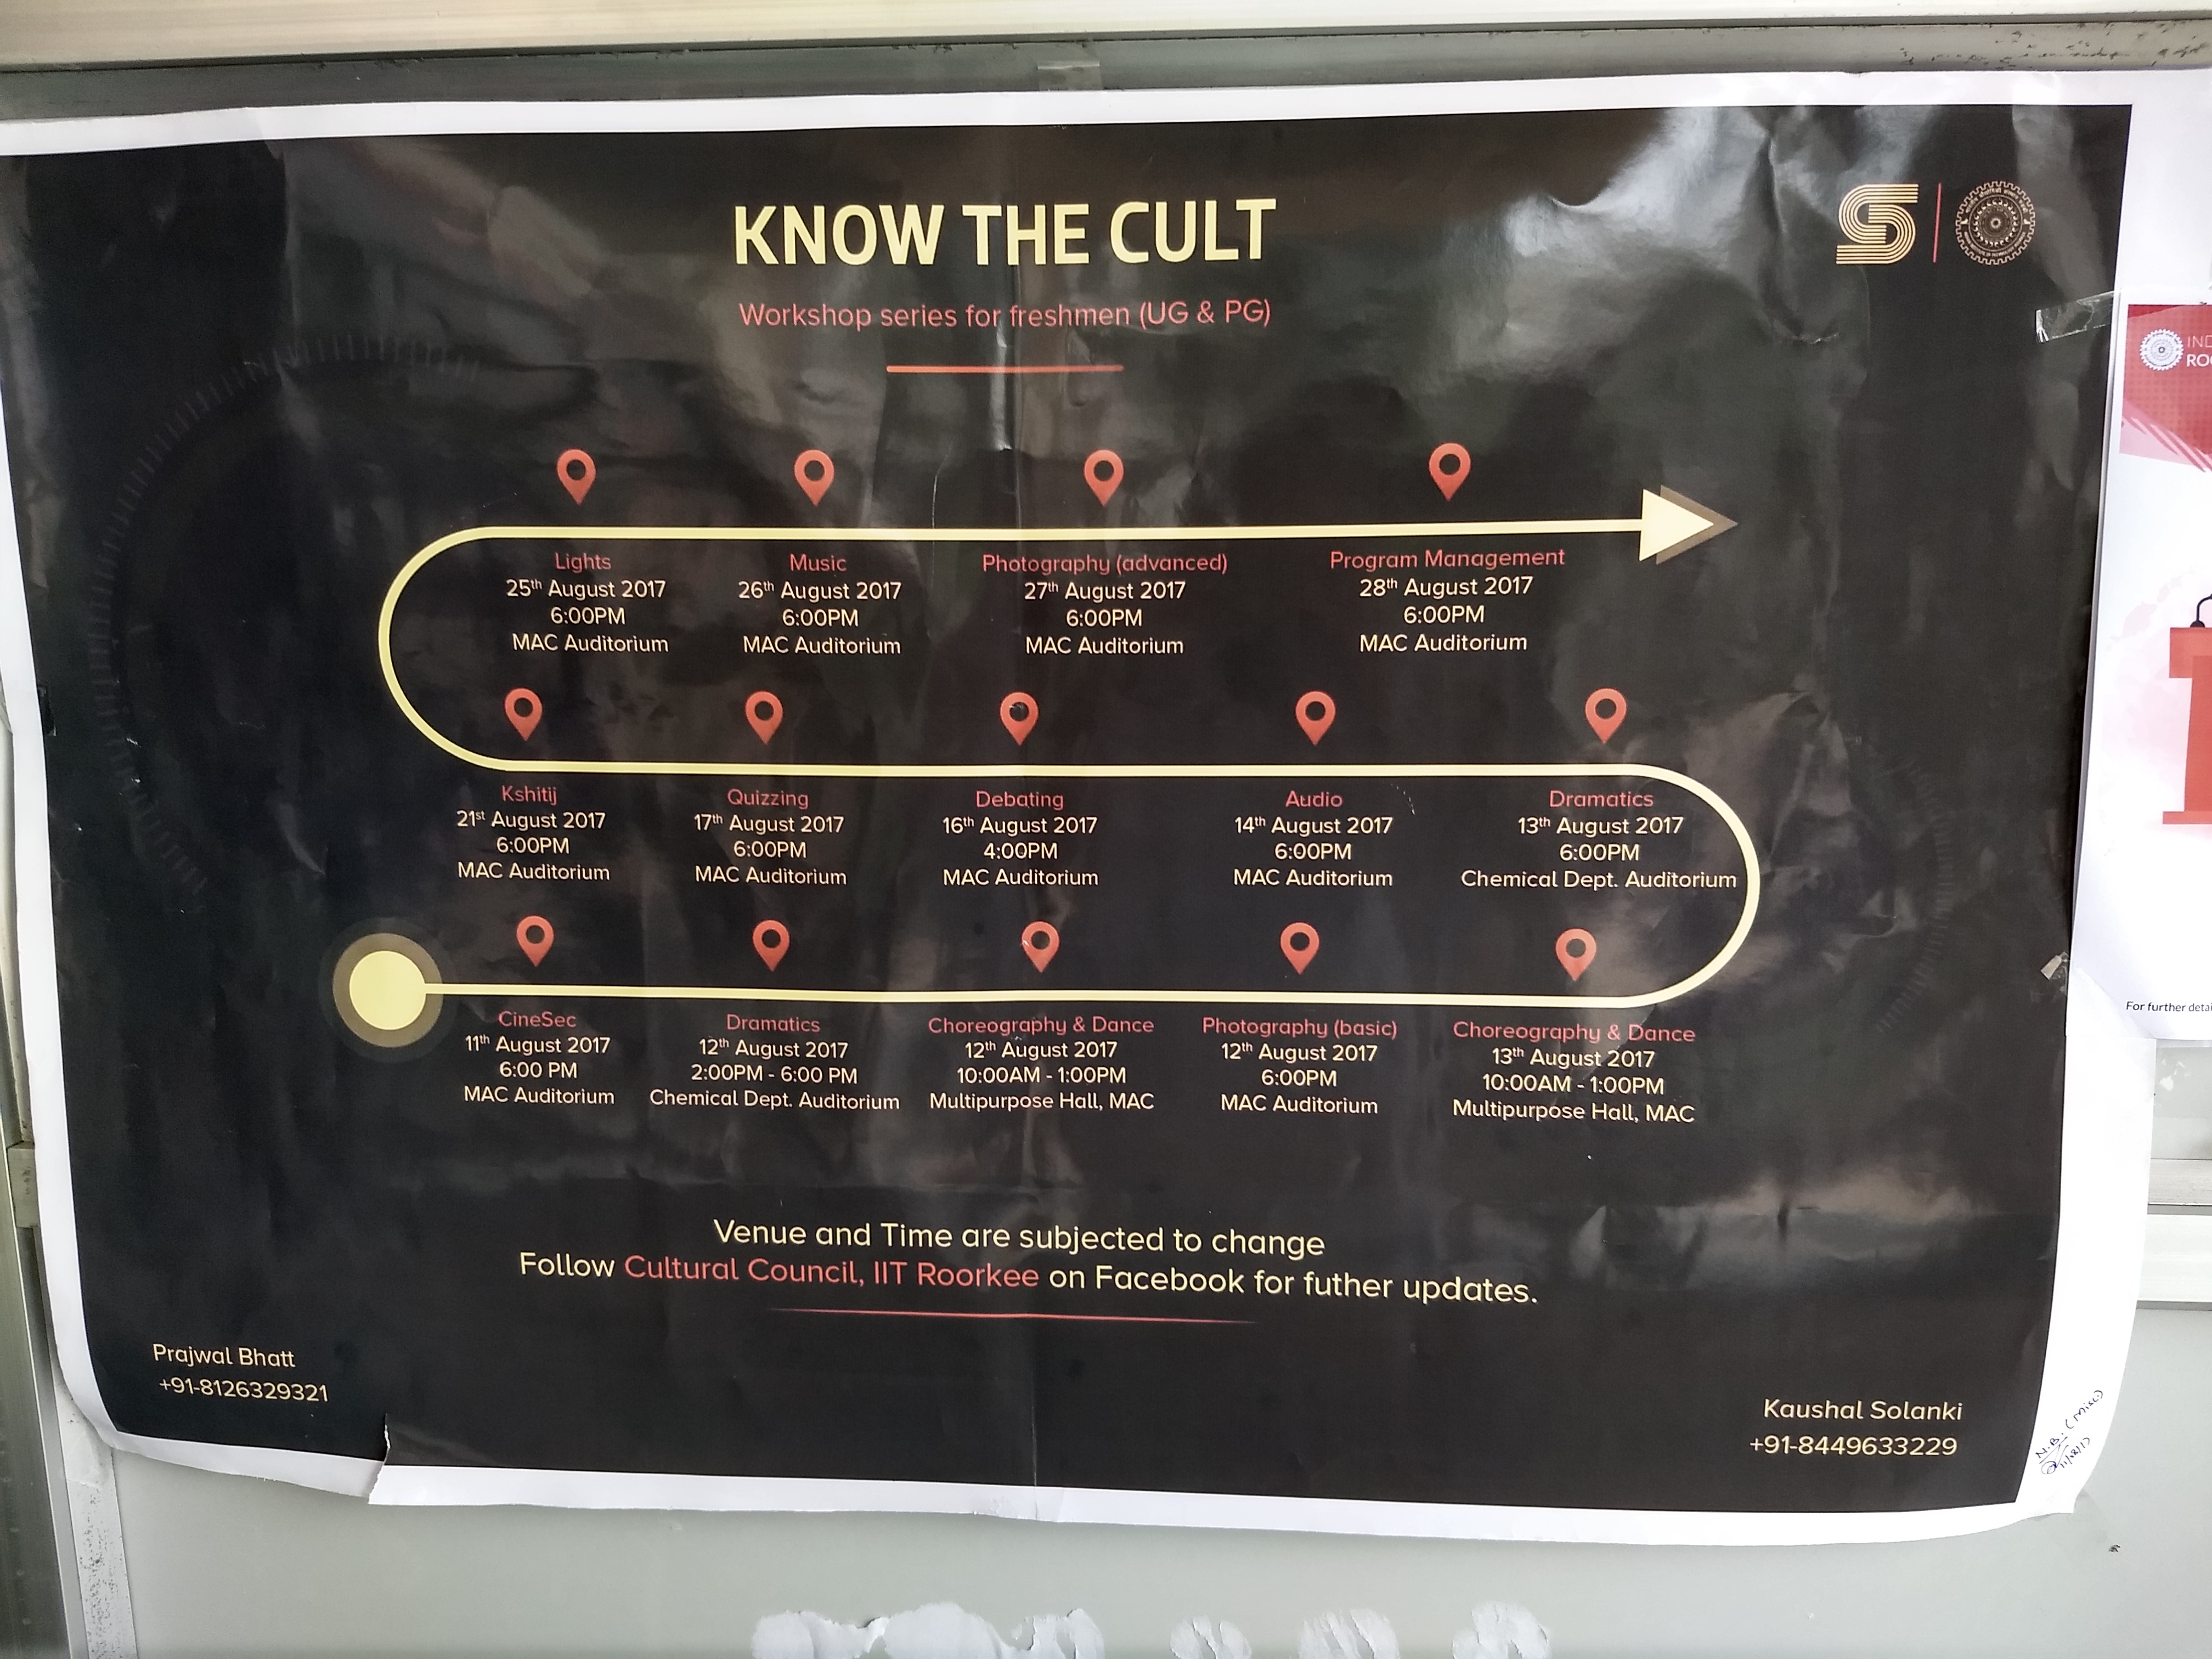 KNOW THE CULT
Workshop series for freshmen (UG & PG)
Lights
25th August 2017
6:00PM
MAC Auditorium
Music
26th August 2017
6:00PM
MAC Auditorium
Photography (advanced)
27th August 2017
6:00PM
MAC Auditorium
Program Management
28th August 2017
6:00PM
MAC Auditorium
Kshitij
21st August 2017
6:00PM
MAC Auditorium
Quizzing
17th August 2017
6:00PM
MAC Auditorium
Debating
16th August 2017
4:00PM
MAC Auditorium
Audio
14th August 2017
6:00PM
MAC Auditorium
Dramatics
13th August 2017
6:00PM
Chemical Dept. Auditorium
CineSec
11th August 2017
6:00 PM
MAC Auditorium
Dramatics
12th August 2017
2:00PM - 6:00 PM
Chemical Dept. Auditorium
Choreography & Dance
12th August 2017
10:00AM - 1:00PM
Multipurpose Hall, MAC
Photography (basic)
12th August 2017
6:00PM
MAC Auditorium
Choreography & Dance
13th August 2017
10:00AM - 1:00PM
Multipurpose Hall, MAC
Venue and Time are subjected to change
Follow Cultural Council, IIT Roorkee on Facebook for futher updates.
Prajwal Bhatt
+91-8126329321
Kaushal Solanki
+91-8449633229
For further